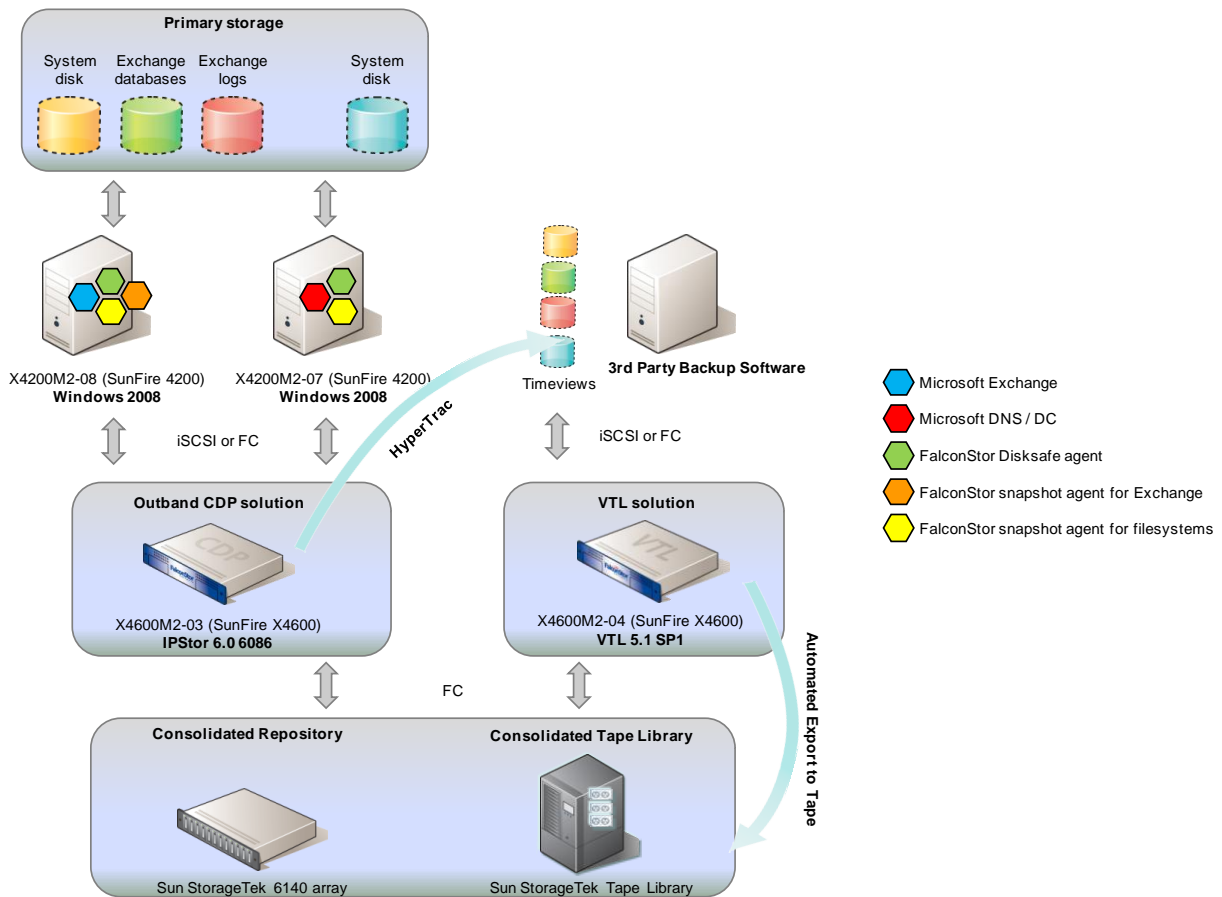 Primary storage
System
disk
Exchange
databases
Exchange
logs
System
disk
X4200M2-08 (SunFire 4200)
Windows 2008
X4200M2-07 (SunFire 4200)
Windows 2008
Timeviews
3rd Party Backup Software
iSCSI or FC
HyperTrac
iSCSI or FC
Microsoft Exchange
Microsoft DNS / DC
FalconStor Disksafe agent
FalconStor snapshot agent for Exchange
FalconStor snapshot agent for filesystems
Outband CDP solution
CDP
FalconStor
X4600M2-03 (SunFire X4600)
IPStor 6.0 6086
VTL solution
VTL
FalconStor
X4600M2-04 (SunFire X4600)
VTL 5.1 SP1
Automated Export to Tape
FC
Consolidated Repository
Consolidated Tape Library
Sun StorageTek 6140 array
Sun StorageTek Tape Library